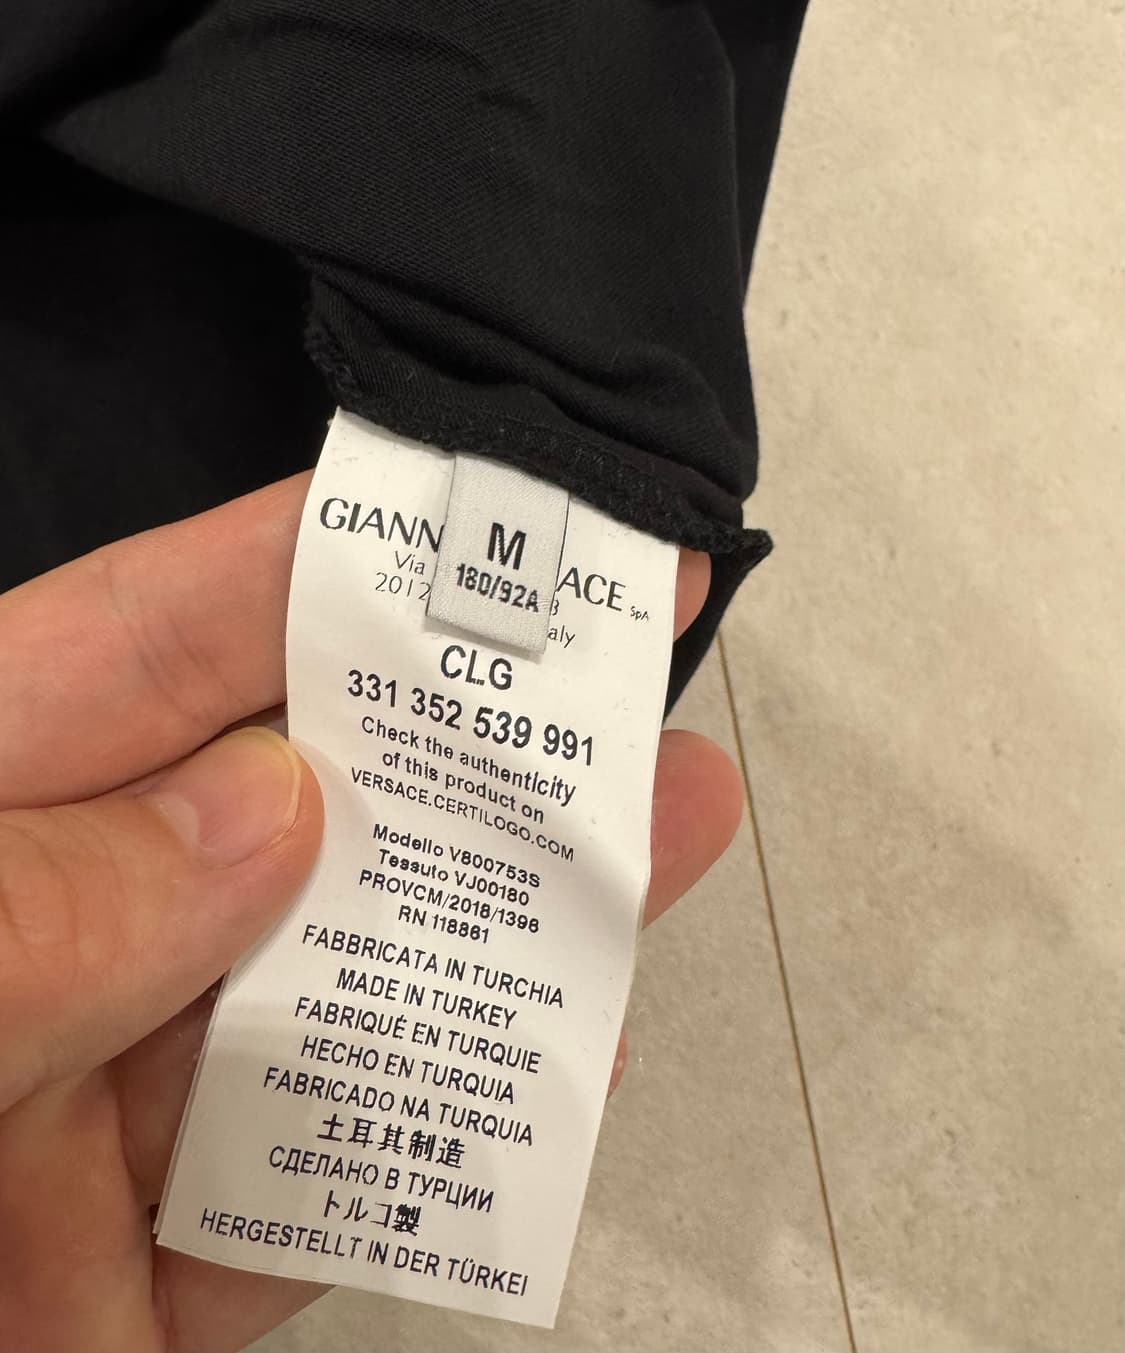 GIANN ACE SpA
M
180/92A
Via
2012
aly
CLG
331 352 539 991
Check the authenticity
of this product on
VERSACE.CERTILOGO.COM
Modello V800753S
Tessuto VJ00180
PROVCM/2018/1396
RN 118861
FABBRICATA IN TURCHIA
MADE IN TURKEY
FABRIQUÉ EN TURQUIE
HECHO EN TURQUIA
FABRICADO NA TURQUIA
土耳其制造
СДЕЛАНО В ТУРЦИИ
トルコ製
HERGESTELLT IN DER TÜRKEI